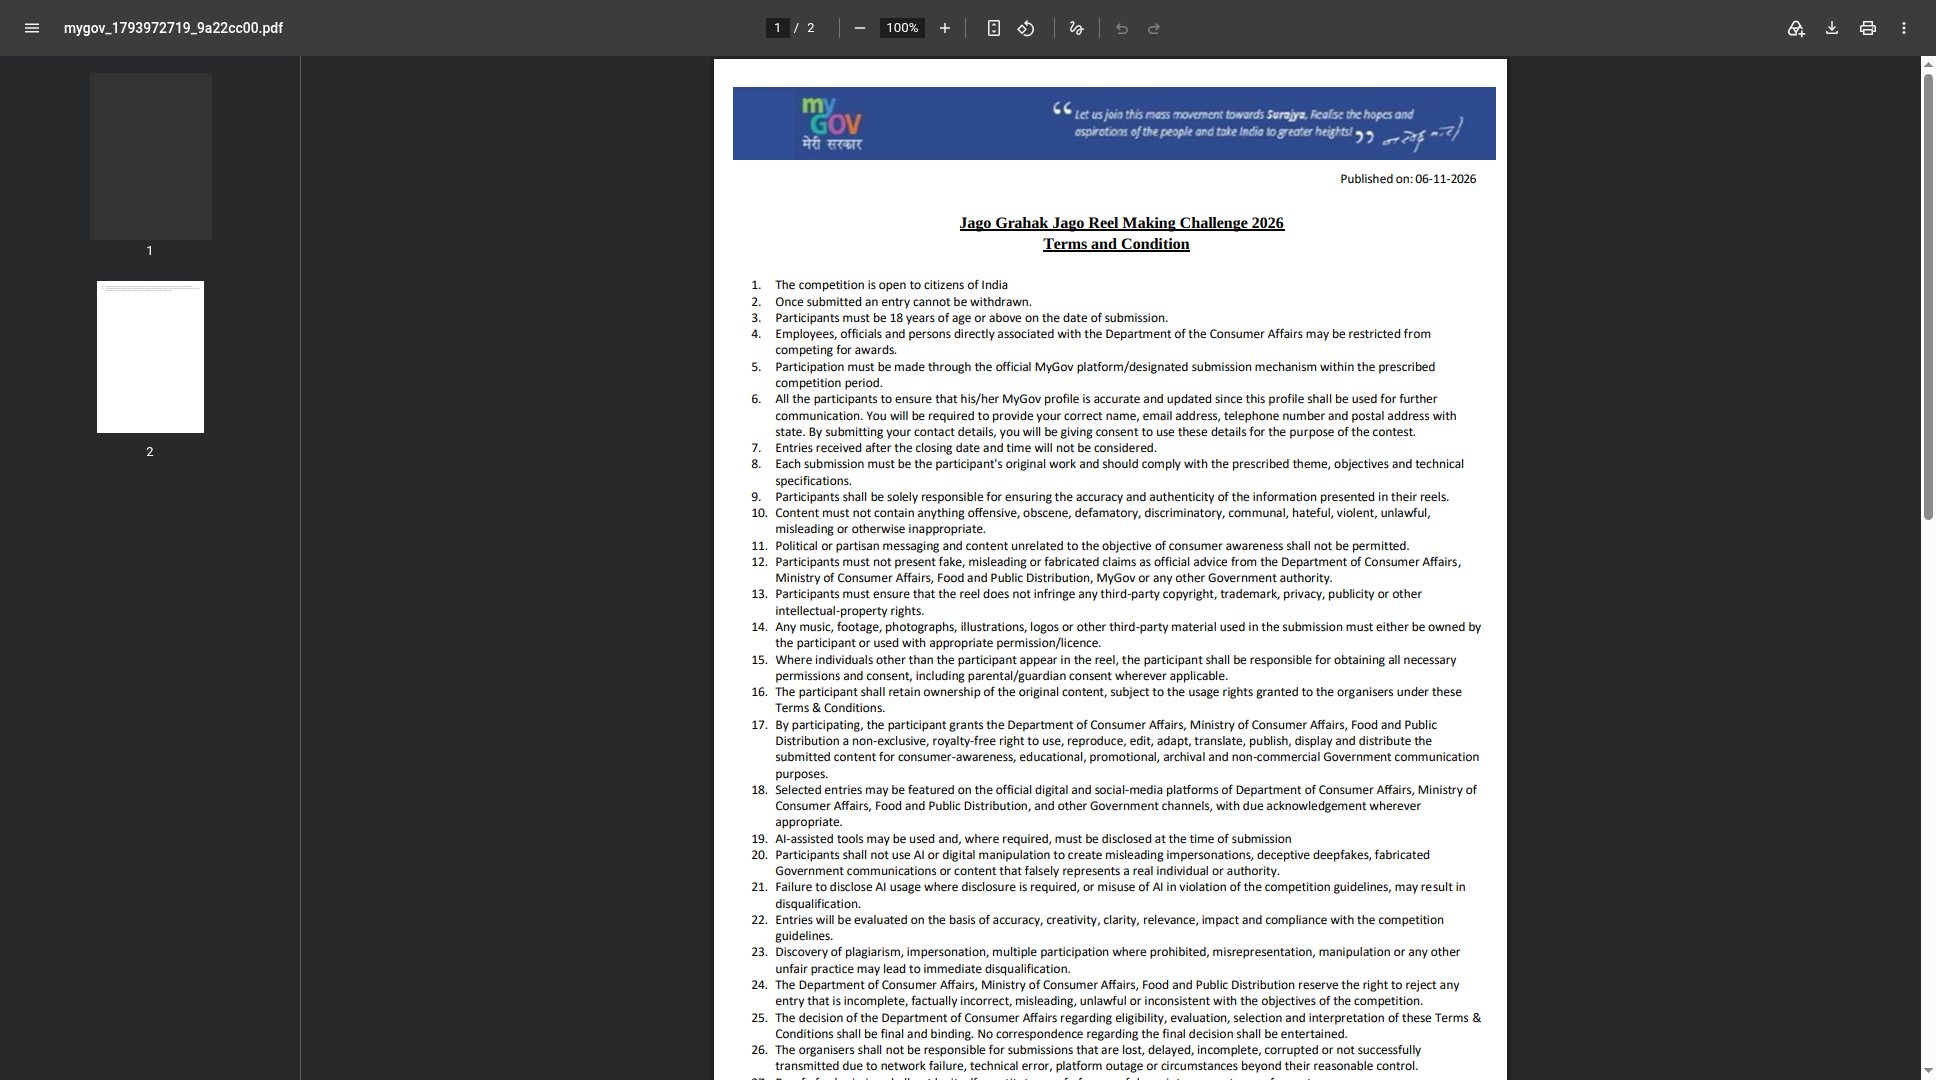 mygov_1793972719_9a22cc00.pdf
1 / 2
100%
1
2
my
GOV
मेरी सरकार
“ Let us join this mass movement towards Surajya, Realise the hopes and
aspirations of the people and take India to greater heights! ”
Published on: 06-11-2026
Jago Grahak Jago Reel Making Challenge 2026
Terms and Condition
1. The competition is open to citizens of India
2. Once submitted an entry cannot be withdrawn.
3. Participants must be 18 years of age or above on the date of submission.
4. Employees, officials and persons directly associated with the Department of the Consumer Affairs may be restricted from
competing for awards.
5. Participation must be made through the official MyGov platform/designated submission mechanism within the prescribed
competition period.
6. All the participants to ensure that his/her MyGov profile is accurate and updated since this profile shall be used for further
communication. You will be required to provide your correct name, email address, telephone number and postal address with
state. By submitting your contact details, you will be giving consent to use these details for the purpose of the contest.
7. Entries received after the closing date and time will not be considered.
8. Each submission must be the participant's original work and should comply with the prescribed theme, objectives and technical
specifications.
9. Participants shall be solely responsible for ensuring the accuracy and authenticity of the information presented in their reels.
10. Content must not contain anything offensive, obscene, defamatory, discriminatory, communal, hateful, violent, unlawful,
misleading or otherwise inappropriate.
11. Political or partisan messaging and content unrelated to the objective of consumer awareness shall not be permitted.
12. Participants must not present fake, misleading or fabricated claims as official advice from the Department of Consumer Affairs,
Ministry of Consumer Affairs, Food and Public Distribution, MyGov or any other Government authority.
13. Participants must ensure that the reel does not infringe any third-party copyright, trademark, privacy, publicity or other
intellectual-property rights.
14. Any music, footage, photographs, illustrations, logos or other third-party material used in the submission must either be owned by
the participant or used with appropriate permission/licence.
15. Where individuals other than the participant appear in the reel, the participant shall be responsible for obtaining all necessary
permissions and consent, including parental/guardian consent wherever applicable.
16. The participant shall retain ownership of the original content, subject to the usage rights granted to the organisers under these
Terms & Conditions.
17. By participating, the participant grants the Department of Consumer Affairs, Ministry of Consumer Affairs, Food and Public
Distribution a non-exclusive, royalty-free right to use, reproduce, edit, adapt, translate, publish, display and distribute the
submitted content for consumer-awareness, educational, promotional, archival and non-commercial Government communication
purposes.
18. Selected entries may be featured on the official digital and social-media platforms of Department of Consumer Affairs, Ministry of
Consumer Affairs, Food and Public Distribution, and other Government channels, with due acknowledgement wherever
appropriate.
19. AI-assisted tools may be used and, where required, must be disclosed at the time of submission
20. Participants shall not use AI or digital manipulation to create misleading impersonations, deceptive deepfakes, fabricated
Government communications or content that falsely represents a real individual or authority.
21. Failure to disclose AI usage where disclosure is required, or misuse of AI in violation of the competition guidelines, may result in
disqualification.
22. Entries will be evaluated on the basis of accuracy, creativity, clarity, relevance, impact and compliance with the competition
guidelines.
23. Discovery of plagiarism, impersonation, multiple participation where prohibited, misrepresentation, manipulation or any other
unfair practice may lead to immediate disqualification.
24. The Department of Consumer Affairs, Ministry of Consumer Affairs, Food and Public Distribution reserve the right to reject any
entry that is incomplete, factually incorrect, misleading, unlawful or inconsistent with the objectives of the competition.
25. The decision of the Department of Consumer Affairs regarding eligibility, evaluation, selection and interpretation of these Terms &
Conditions shall be final and binding. No correspondence regarding the final decision shall be entertained.
26. The organisers shall not be responsible for submissions that are lost, delayed, incomplete, corrupted or not successfully
transmitted due to network failure, technical error, platform outage or circumstances beyond their reasonable control.